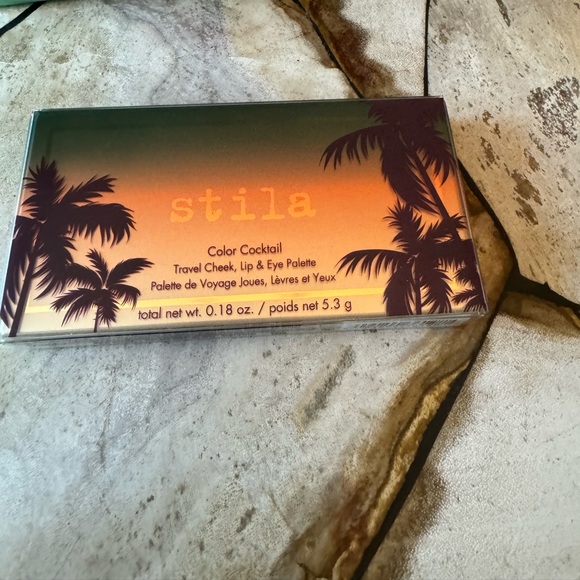 stila
Color Cocktail
Travel Cheek, Lip & Eye Palette
Palette de Voyage Joues, Lèvres et Yeux
total net wt. 0.18 oz. / poids net 5.3 g